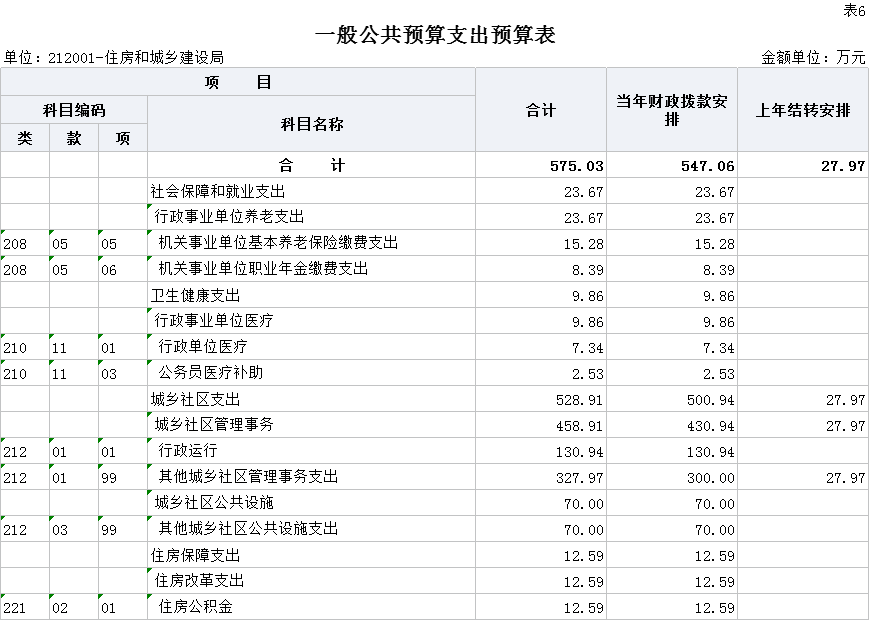 表6
一般公共预算支出预算表
单位：212001-住房和城乡建设局 金额单位：万元
项 目 合计 当年财政拨款安排 上年结转安排
科目编码 科目名称
类 款 项
合 计 575.03 547.06 27.97
社会保障和就业支出 23.67 23.67
行政事业单位养老支出 23.67 23.67
208 05 05 机关事业单位基本养老保险缴费支出 15.28 15.28
208 05 06 机关事业单位职业年金缴费支出 8.39 8.39
卫生健康支出 9.86 9.86
行政事业单位医疗 9.86 9.86
210 11 01 行政单位医疗 7.34 7.34
210 11 03 公务员医疗补助 2.53 2.53
城乡社区支出 528.91 500.94 27.97
城乡社区管理事务 458.91 430.94 27.97
212 01 01 行政运行 130.94 130.94
212 01 99 其他城乡社区管理事务支出 327.97 300.00 27.97
城乡社区公共设施 70.00 70.00
212 03 99 其他城乡社区公共设施支出 70.00 70.00
住房保障支出 12.59 12.59
住房改革支出 12.59 12.59
221 02 01 住房公积金 12.59 12.59